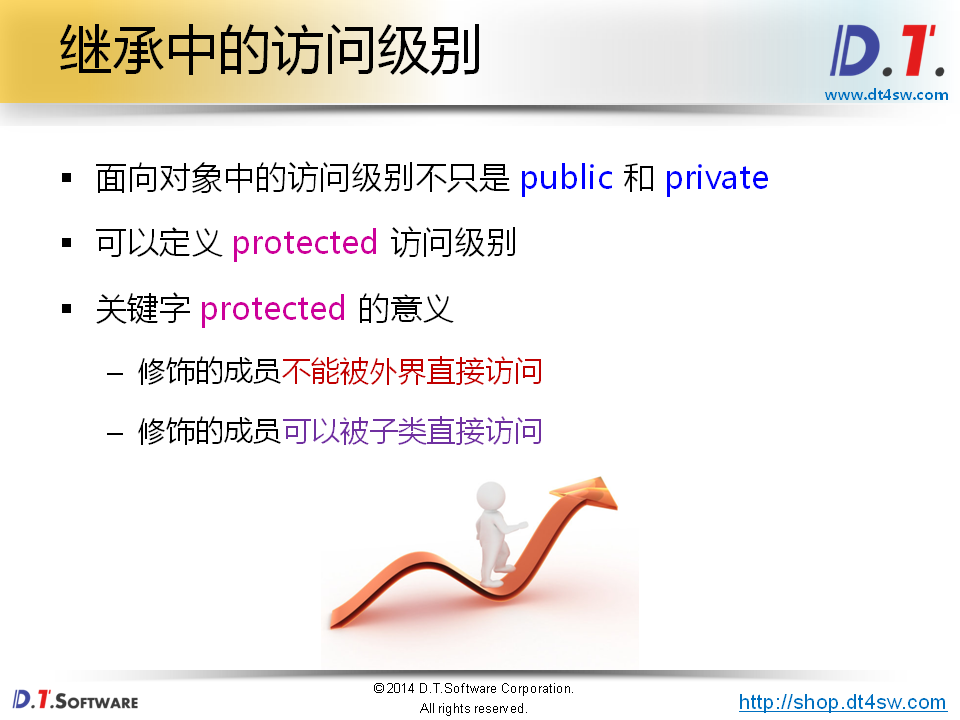 继承中的访问级别
D.T.
www.dt4sw.com
▪ 面向对象中的访问级别不只是 public 和 private
▪ 可以定义 protected 访问级别
▪ 关键字 protected 的意义
– 修饰的成员不能被外界直接访问
– 修饰的成员可以被子类直接访问
D.T.SOFTWARE
©2014 D.T.Software Corporation.
All rights reserved.
http://shop.dt4sw.com